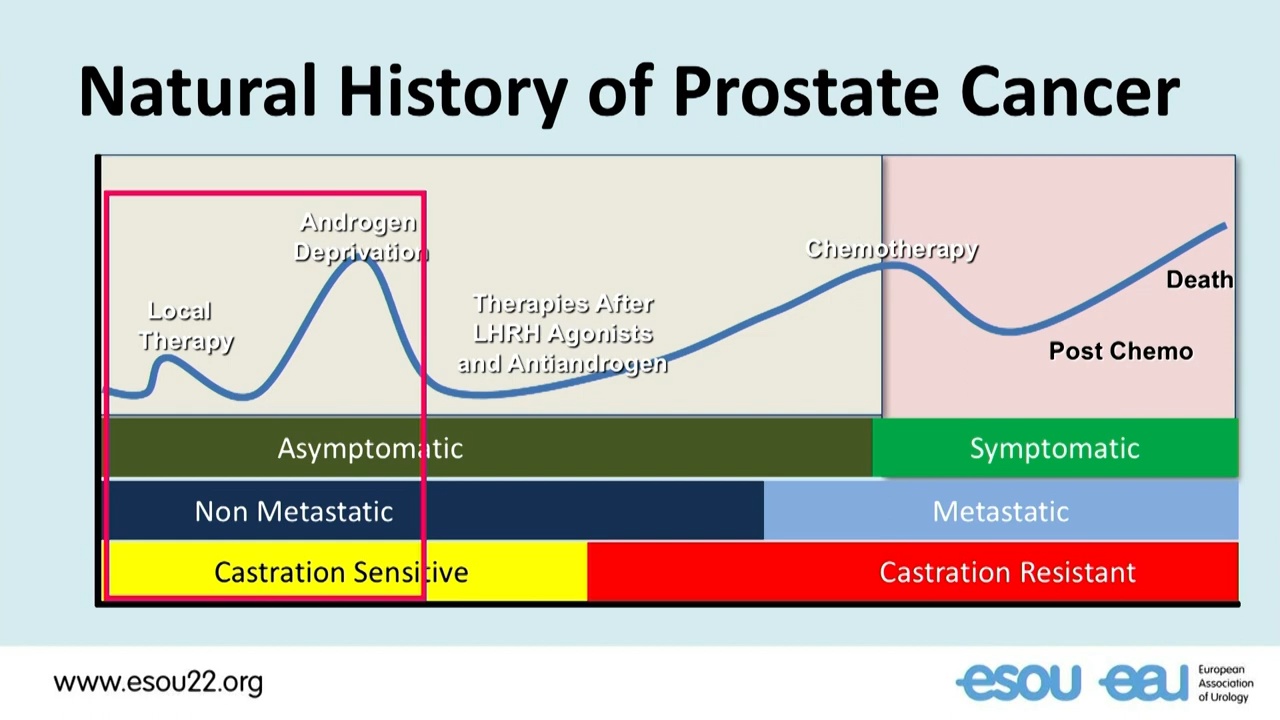 Natural History of Prostate Cancer
Androgen
Deprivation
Local
Therapy
Therapies After
LHRH Agonists
and Antiandrogen
Chemotherapy
Death
Post Chemo
Asymptomatic
Symptomatic
Non Metastatic
Metastatic
Castration Sensitive
Castration Resistant
www.esou22.org
esou
eau
European
Association
of Urology